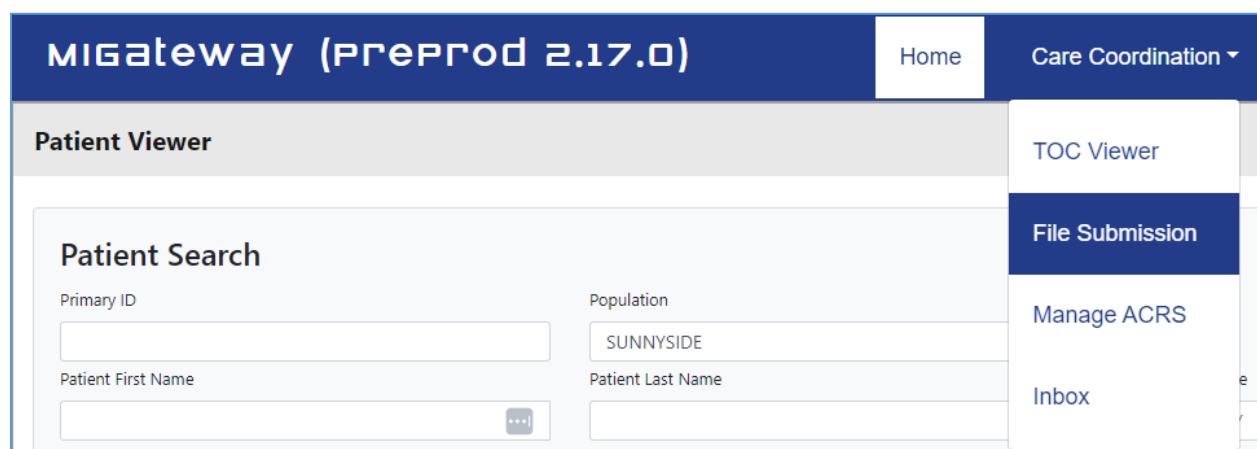 MIGateway (PreProd 2.17.0)
Home
Care Coordination
Patient Viewer
TOC Viewer
File Submission
Manage ACRS
Inbox
Patient Search
Primary ID
Population
SUNNYSIDE
Patient First Name
Patient Last Name